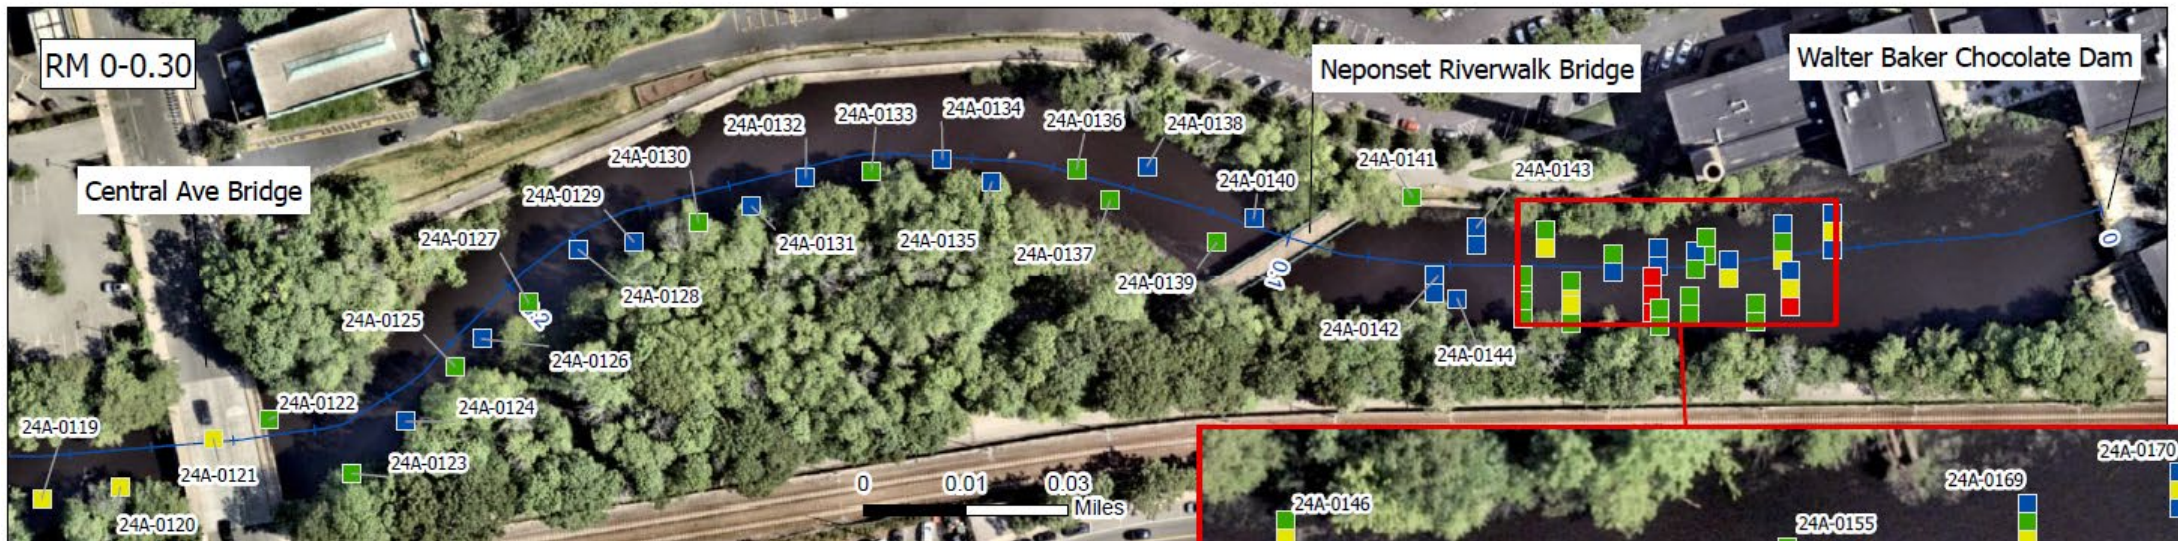 RM 0-0.30
Neponset Riverwalk Bridge
Walter Baker Chocolate Dam
Central Ave Bridge
24A-0132
24A-0133
24A-0134
24A-0136
24A-0138
24A-0130
24A-0141
24A-0143
24A-0129
24A-0140
24A-0127
24A-0131
24A-0135
24A-0137
24A-0139
0
0.1
24A-0128
24A-0125
24A-0142
24A-0144
24A-0126
24A-0122
24A-0124
24A-0119
24A-0121
24A-0123
24A-0120
0 0.01 0.03
Miles
24A-0170
24A-0169
24A-0146
24A-0155